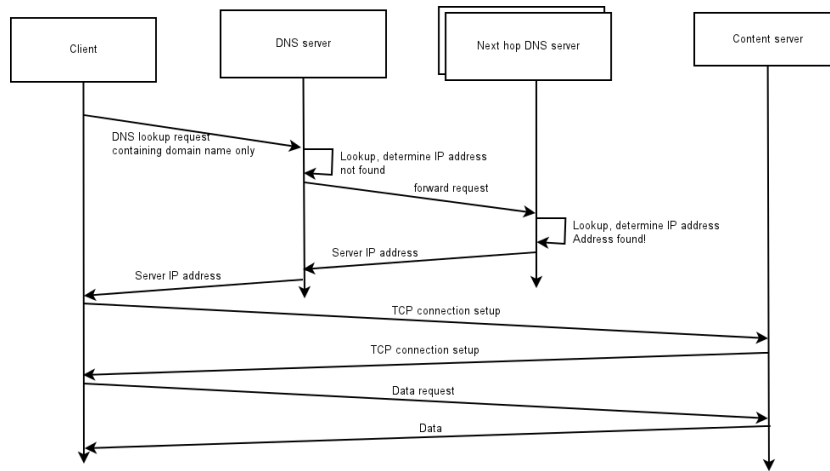 Client
DNS server
Next hop DNS server
Content server
DNS lookup request
containing domain name only
Lookup, determine IP address
not found
forward request
Lookup, determine IP address
Address found!
Server IP address
Server IP address
TCP connection setup
TCP connection setup
Data request
Data